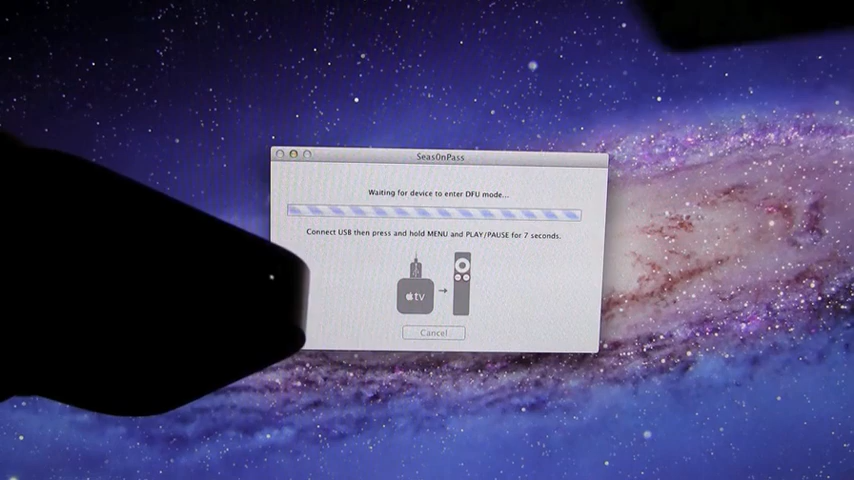 Seas0nPass
Waiting for device to enter DFU mode...
Connect USB then press and hold MENU and PLAY/PAUSE for 7 seconds.
tv
Cancel